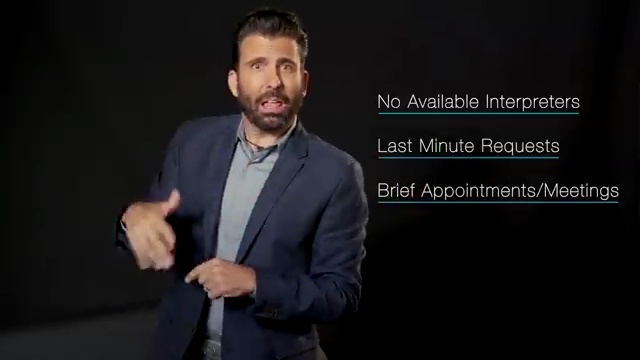 No Available Interpreters
Last Minute Requests
Brief Appointments/Meetings